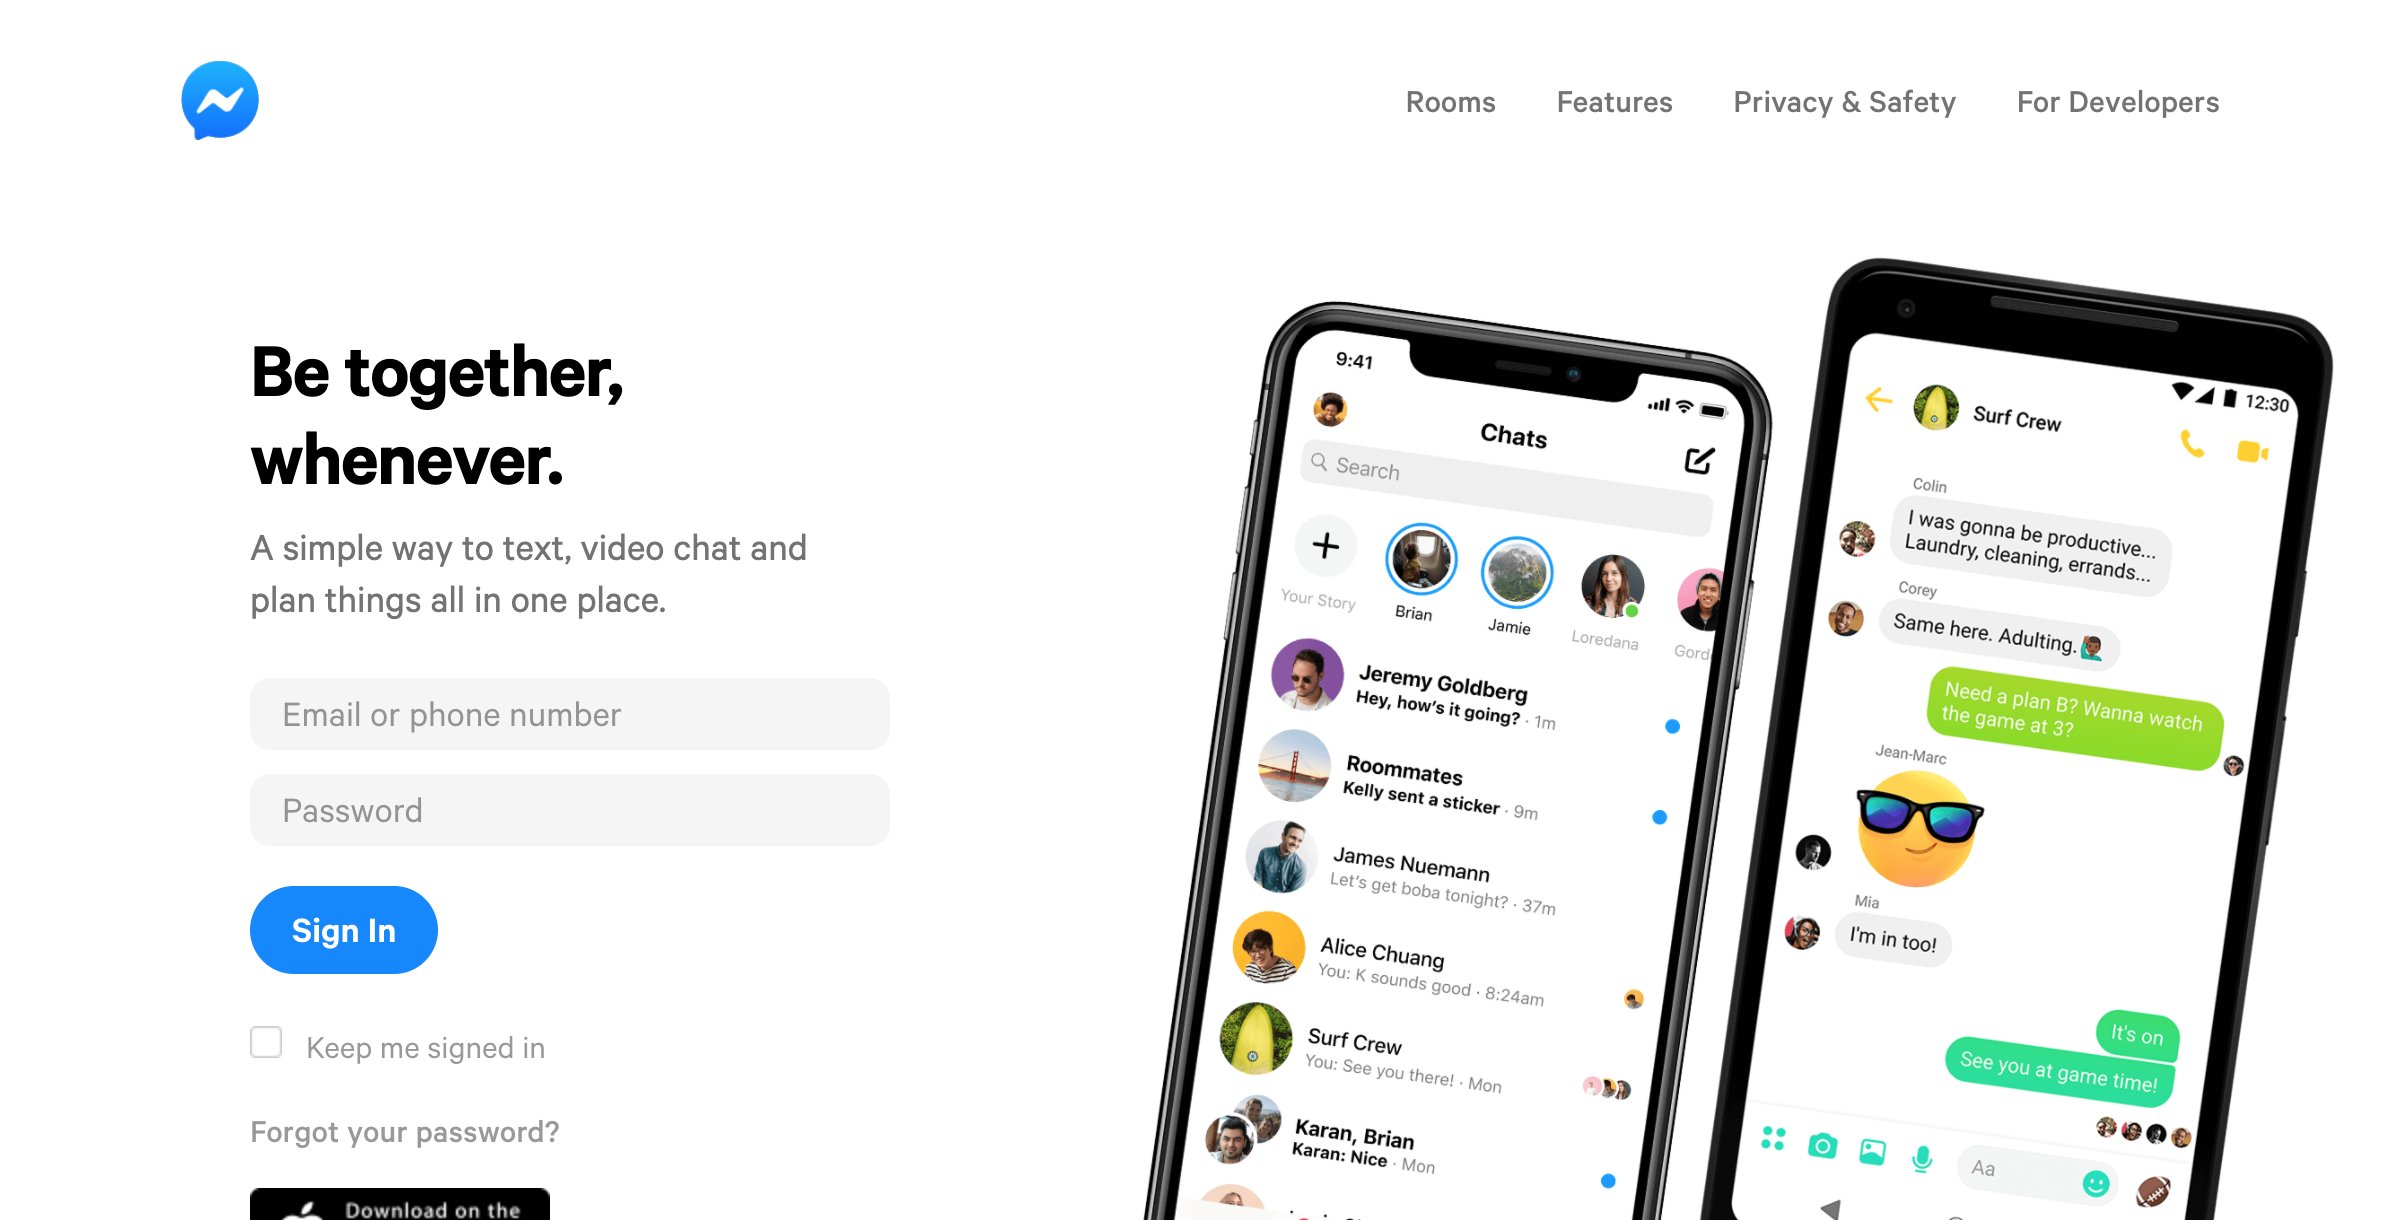 Rooms Features Privacy & Safety For Developers
Be together,
whenever.
A simple way to text, video chat and
plan things all in one place.
Email or phone number
Password
Sign In
Keep me signed in
Forgot your password?
Download on the
9:41
Chats
Search
Your Story
Brian
Jamie
Loredana
Jeremy Goldberg
Hey, how’s it going? · 1m
Roommates
Kelly sent a sticker · 9m
James Nuemann
Let’s get boba tonight? · 37m
Alice Chuang
You: K sounds good · 8:24am
Surf Crew
You: See you there! · Mon
Karan, Brian
Karan: Nice · Mon
12:30
Surf Crew
Colin
I was gonna be productive...
Laundry, cleaning, errands...
Corey
Same here. Adulting.
Need a plan B? Wanna watch
the game at 3?
Jean-Marc
Mia
I'm in too!
It's on
See you at game time!
Aa